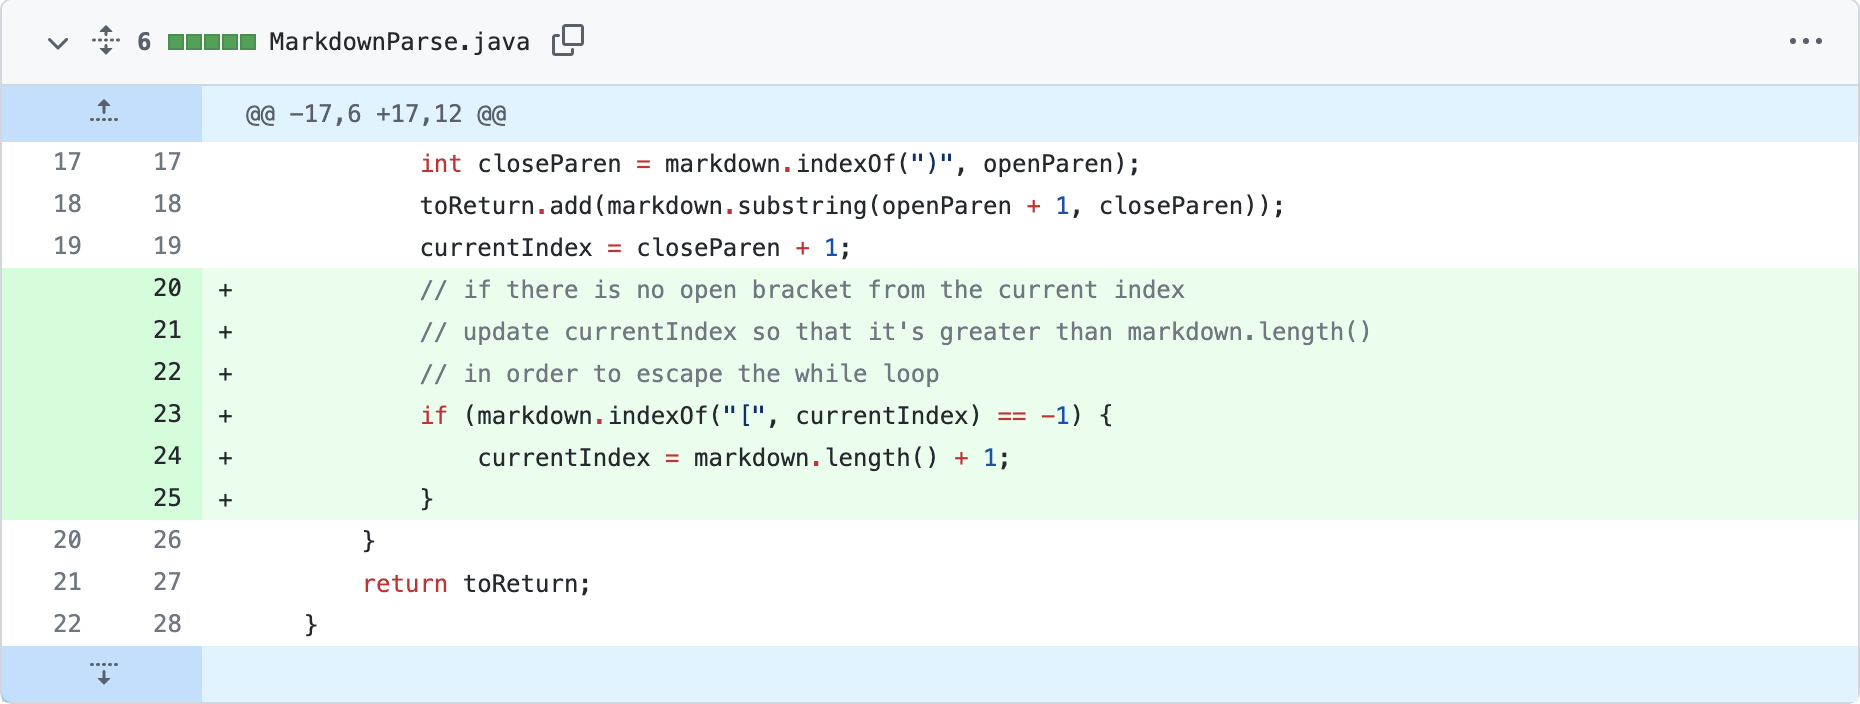 6 MarkdownParse.java
@@ -17,6 +17,12 @@
17 17 int closeParen = markdown.indexOf(")", openParen);
18 18 toReturn.add(markdown.substring(openParen + 1, closeParen));
19 19 currentIndex = closeParen + 1;
20 + // if there is no open bracket from the current index
21 + // update currentIndex so that it's greater than markdown.length()
22 + // in order to escape the while loop
23 + if (markdown.indexOf("[", currentIndex) == -1) {
24 + currentIndex = markdown.length() + 1;
25 + }
20 26 }
21 27 return toReturn;
22 28 }